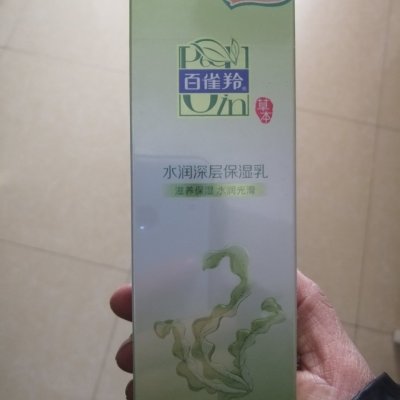 百雀羚
草本
水润深层保湿乳
滋养保湿 水润光滑